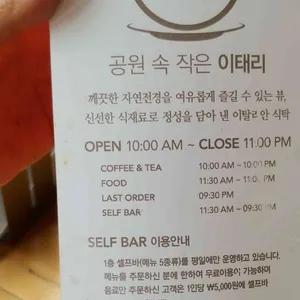 공원 속 작은 이태리
깨끗한 자연전경을 여유롭게 즐길 수 있는 뷰,
신선한 식재료로 정성을 담아 낸 이탈리안 식탁
OPEN 10:00 AM ~ CLOSE 11:00 PM
COFFEE & TEA 10:00 AM ~ 10:00 PM
FOOD 11:30 AM ~ 11:00 PM
LAST ORDER 09:30 PM
SELF BAR 11:30 AM ~ 09:30 PM
SELF BAR 이용안내
1층 셀프바(메뉴 5종류)를 평일에만 운영하고 있습니다.
메뉴를 주문하신 분에 한하여 무료이용이 가능하며,
음료만 주문하신 고객은 1인당 ₩5,000원에 셀프바